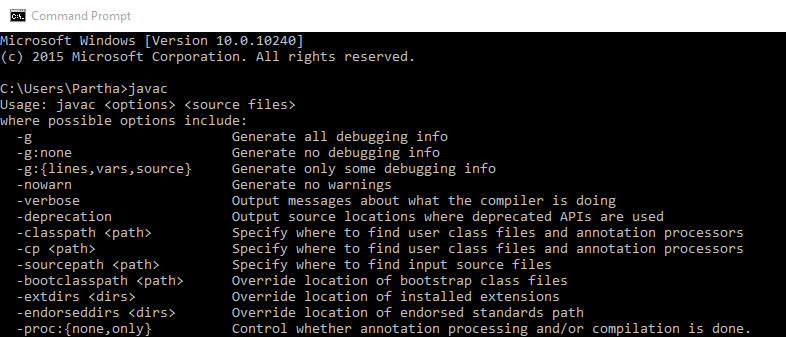 Command Prompt
Microsoft Windows [Version 10.0.10240]
(c) 2015 Microsoft Corporation. All rights reserved.
C:\Users\Partha>javac
Usage: javac <options> <source files>
where possible options include:
  -g                         Generate all debugging info
  -g:none                    Generate no debugging info
  -g:{lines,vars,source}     Generate only some debugging info
  -nowarn                    Generate no warnings
  -verbose                   Output messages about what the compiler is doing
  -deprecation               Output source locations where deprecated APIs are used
  -classpath <path>          Specify where to find user class files and annotation processors
  -cp <path>                 Specify where to find user class files and annotation processors
  -sourcepath <path>         Specify where to find input source files
  -bootclasspath <path>      Override location of bootstrap class files
  -extdirs <dirs>            Override location of installed extensions
  -endorseddirs <dirs>       Override location of endorsed standards path
  -proc:{none,only}          Control whether annotation processing and/or compilation is done.